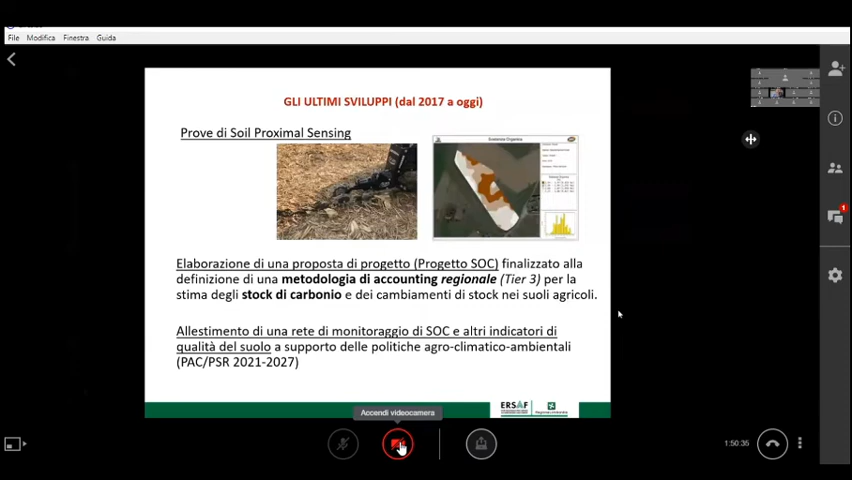 File Modifica Finestra Guida
GLI ULTIMI SVILUPPI (dal 2017 a oggi)
Prove di Soil Proximal Sensing
Elaborazione di una proposta di progetto (Progetto SOC) finalizzato alla
definizione di una metodologia di accounting regionale (Tier 3) per la
stima degli stock di carbonio e dei cambiamenti di stock nei suoli agricoli.
Allestimento di una rete di monitoraggio di SOC e altri indicatori di
qualità del suolo a supporto delle politiche agro-climatico-ambientali
(PAC/PSR 2021-2027)
ERSAF
Accendi videocamera
1
1:50:35